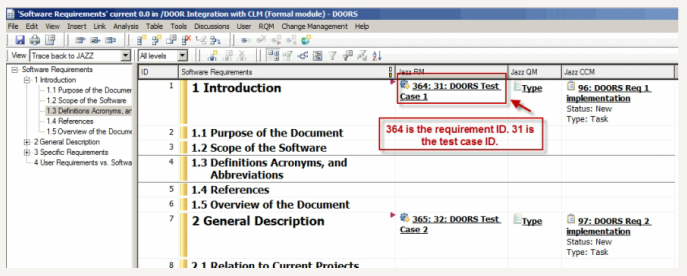 'Software Requirements' current 0.0 in /DOOR Integration with CLM (Formal module) - DOORS
File Edit View Insert Link Analysis Table Tools Discussions User RQM Change Management Help
View Trace back to JAZZ All levels
Software Requirements
1 Introduction
1.1 Purpose of the Documer
1.2 Scope of the Software
1.3 Definitions Acronyms, ar
1.4 References
1.5 Overview of the Docume
2 General Description
3 Specific Requirements
4 User Requirements vs. Softwa
ID Software Requirements Jazz RM Jazz QM Jazz CCM
1 1 Introduction 364: 31: DOORS Test Case 1 Type 96: DOORS Req 1 implementation
Status: New
Type: Task
364 is the requirement ID. 31 is
the test case ID.
2 1.1 Purpose of the Document
3 1.2 Scope of the Software
4 1.3 Definitions Acronyms, and
Abbreviations
5 1.4 References
6 1.5 Overview of the Document
7 2 General Description 365: 32: DOORS Test Case 2 Type 97: DOORS Req 2 implementation
Status: New
Type: Task
8 2.1 Relation to Current Projects